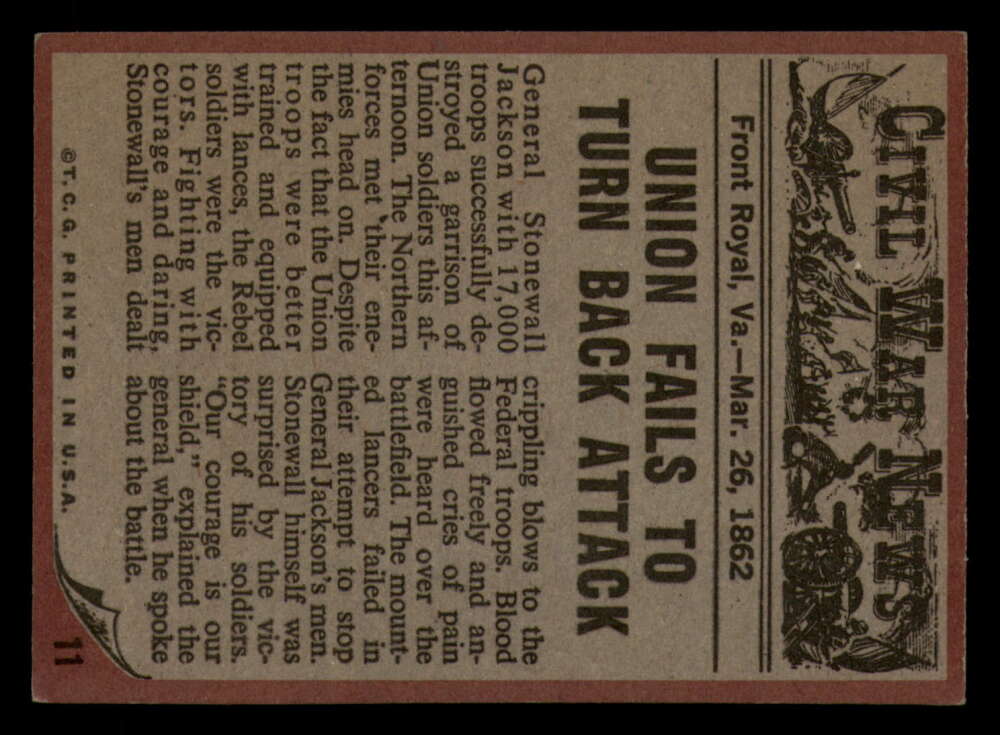 CIVIL WAR NEWS
Front Royal, Va.—Mar. 26, 1862
UNION FAILS TO
TURN BACK ATTACK
General Stonewall
Jackson with 17,000
troops successfully de-
stroyed a garrison of
Union soldiers this af-
ternoon. The Northern
forces met their ene-
mies head on. Despite
the fact that the Union
troops were better
trained and equipped
with lances, the Rebel
soldiers were the vic-
tors. Fighting with
courage and daring,
Stonewall's men dealt
crippling blows to the
Federal troops. Blood
flowed freely and an-
guished cries of pain
were heard over the
battlefield. The mount-
ed lancers failed in
their attempt to stop
General Jackson's men.
Stonewall himself was
surprised by the vic-
tory of his soldiers.
"Our courage is our
shield," explained the
general when he spoke
about the battle.
© T. C. G. PRINTED IN U.S.A.
11